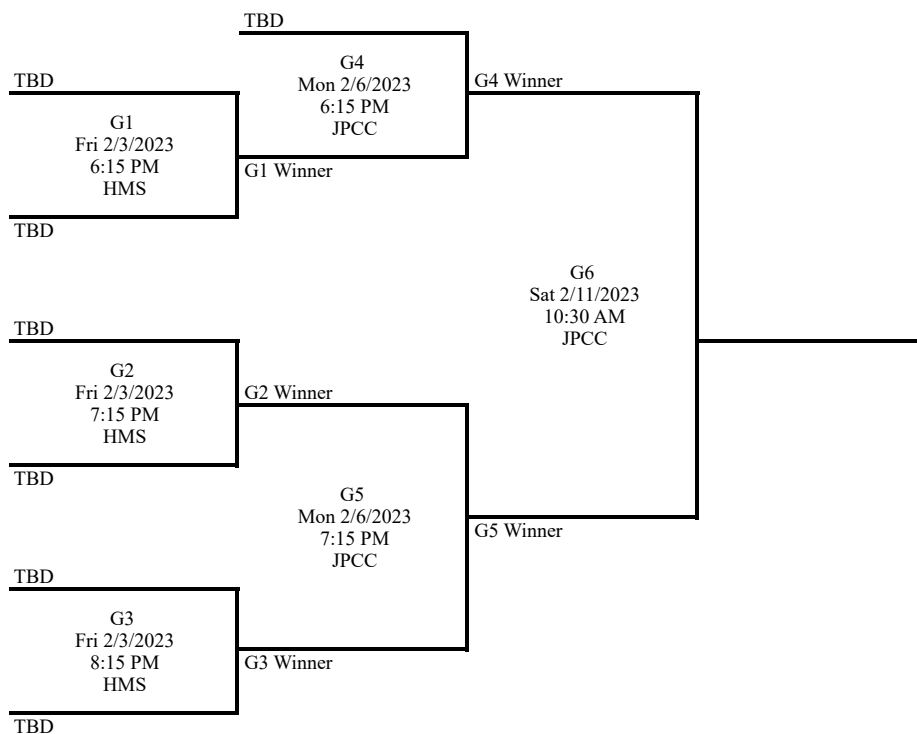 TBD
G4
Mon 2/6/2023
6:15 PM
JPCC
TBD
G4 Winner
G1
Fri 2/3/2023
6:15 PM
HMS
G1 Winner
TBD
G6
Sat 2/11/2023
10:30 AM
JPCC
TBD
G2
Fri 2/3/2023
7:15 PM
HMS
G2 Winner
TBD
G5
Mon 2/6/2023
7:15 PM
JPCC
G5 Winner
TBD
G3
Fri 2/3/2023
8:15 PM
HMS
G3 Winner
TBD